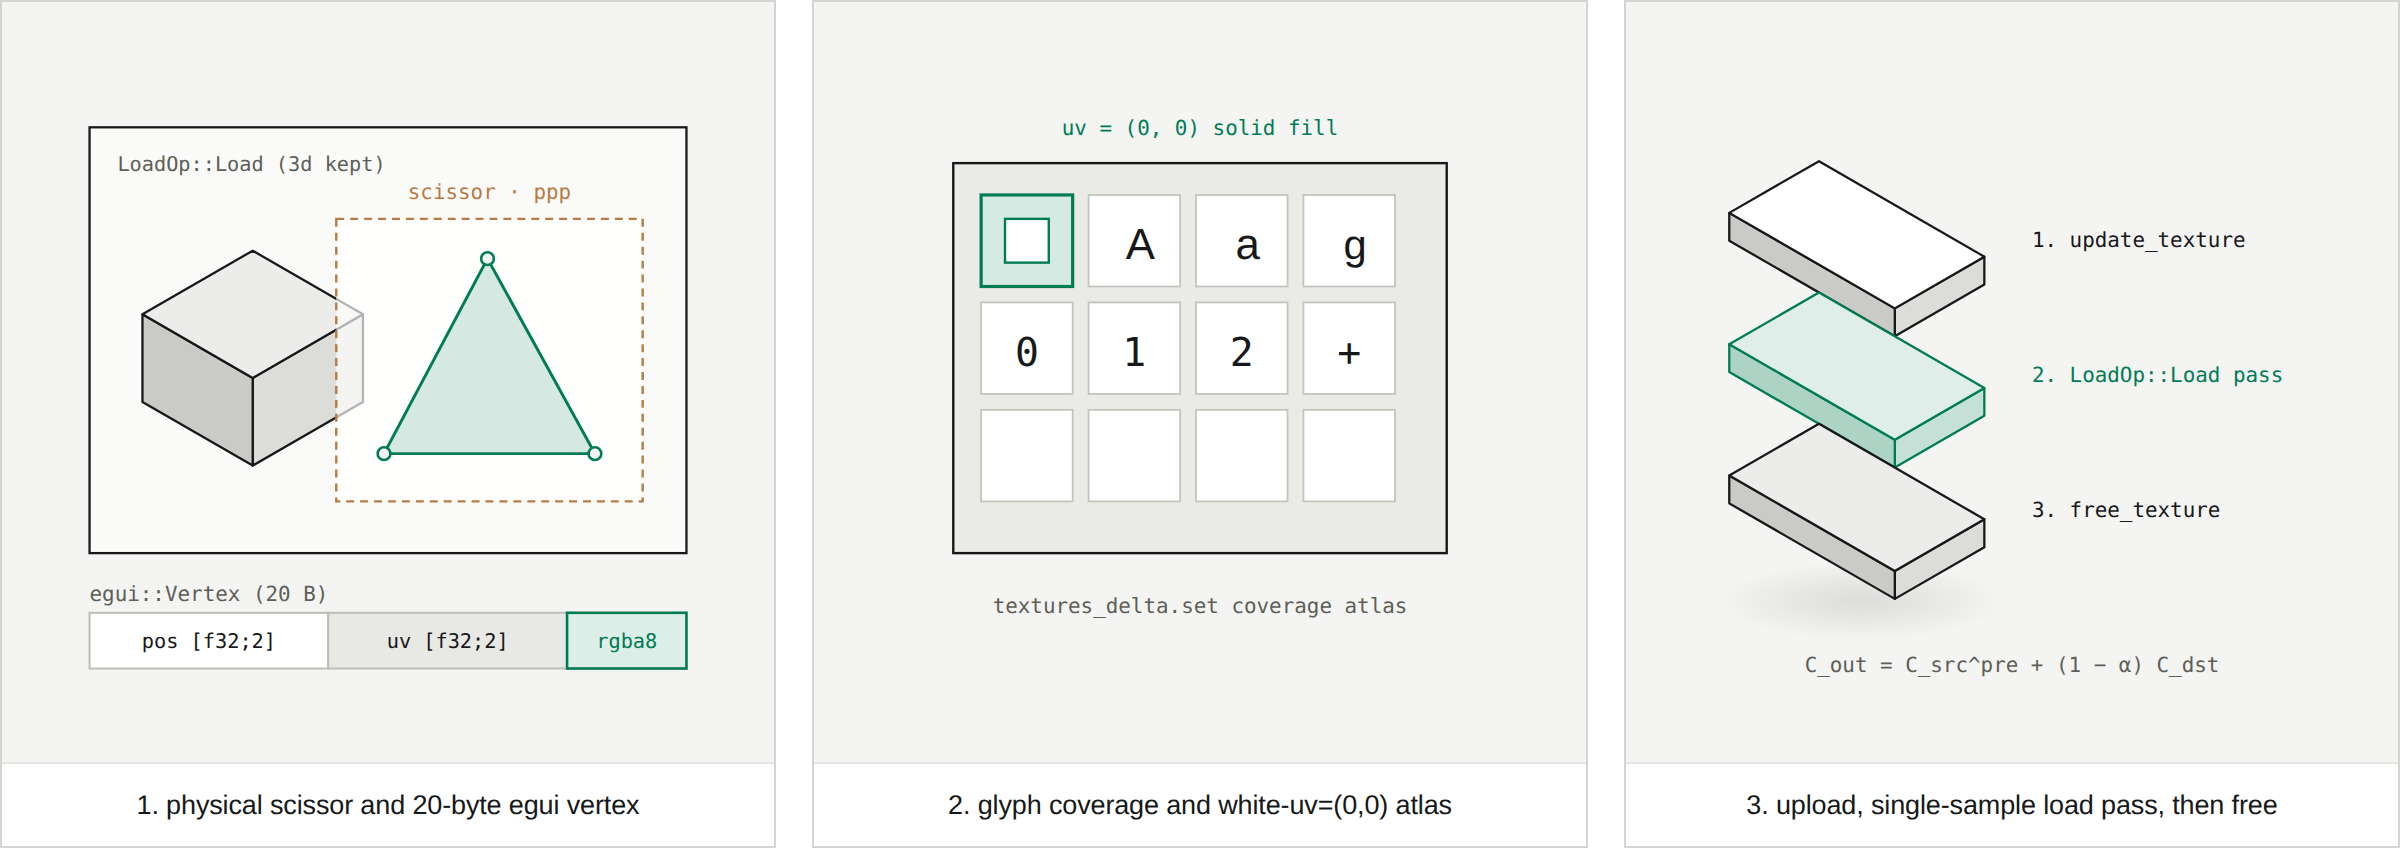 LoadOp::Load (3d kept)
scissor · ppp
egui::Vertex (20 B)
pos [f32;2]
uv [f32;2]
rgba8
1. physical scissor and 20-byte egui vertex
uv = (0, 0) solid fill
A a g
0 1 2 +
textures_delta.set coverage atlas
2. glyph coverage and white-uv=(0,0) atlas
1. update_texture
2. LoadOp::Load pass
3. free_texture
C_out = C_src^pre + (1 − α) C_dst
3. upload, single-sample load pass, then free